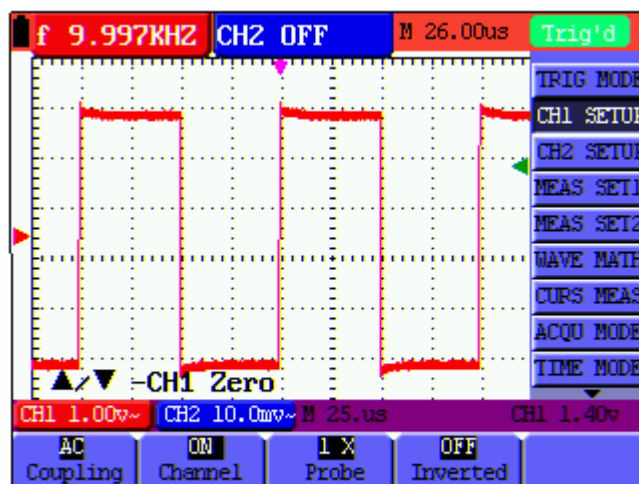 f 9.997KHZ CH2 OFF M 26.00us Trig'd
TRIG MODE
CH1 SETUP
CH2 SETUP
MEAS SET1
MEAS SET2
WAVE MATH
CURS MEAS
ACQU MODE
TIME MODE
▲/▼ -CH1 Zero
CH1 1.00v~ CH2 10.0mv~ M 25.us CH1 1.40v
AC ON 1 X OFF
Coupling Channel Probe Inverted